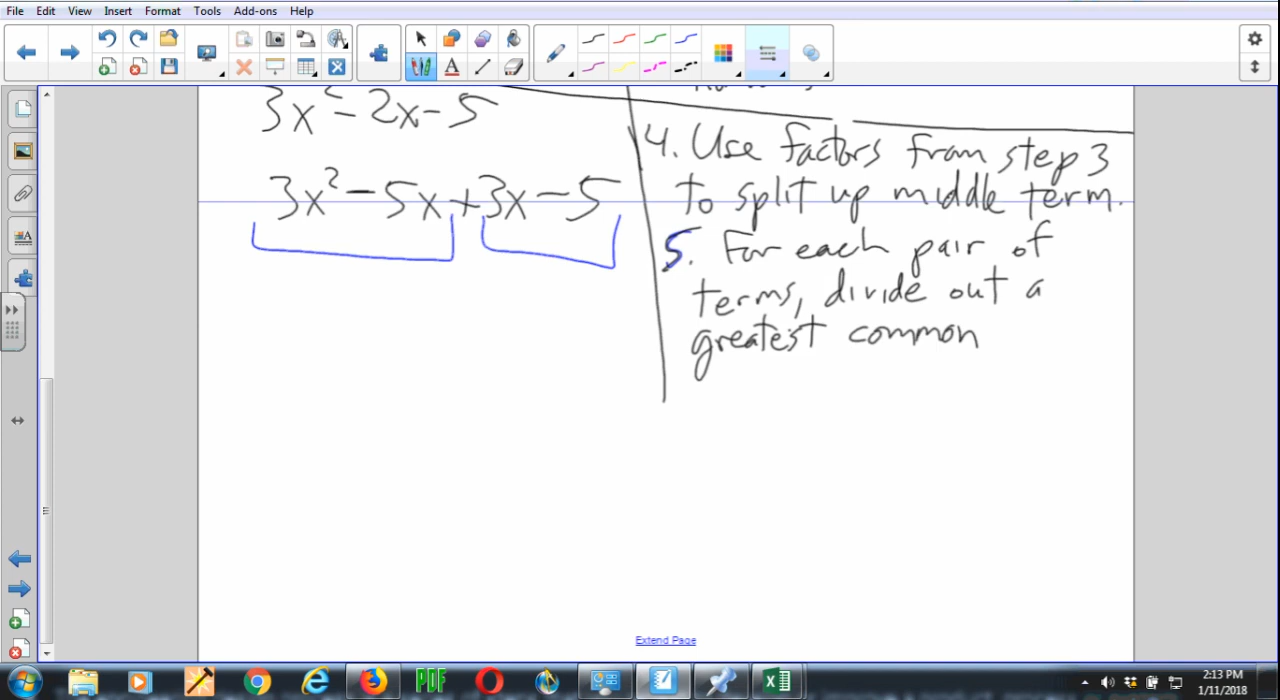 File Edit View Insert Format Tools Add-ons Help
3x² - 2x - 5
3x² - 5x + 3x - 5
4. Use factors from step 3
to split up middle term.
5. For each pair of
terms, divide out a
greatest common
Extend Page
PDF
2:13 PM
1/11/2018